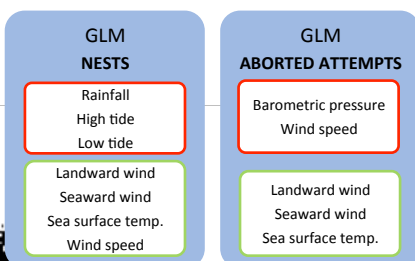 GLM
NESTS
Rainfall
High tide
Low tide
Landward wind
Seaward wind
Sea surface temp.
Wind speed
GLM
ABORTED ATTEMPTS
Barometric pressure
Wind speed
Landward wind
Seaward wind
Sea surface temp.